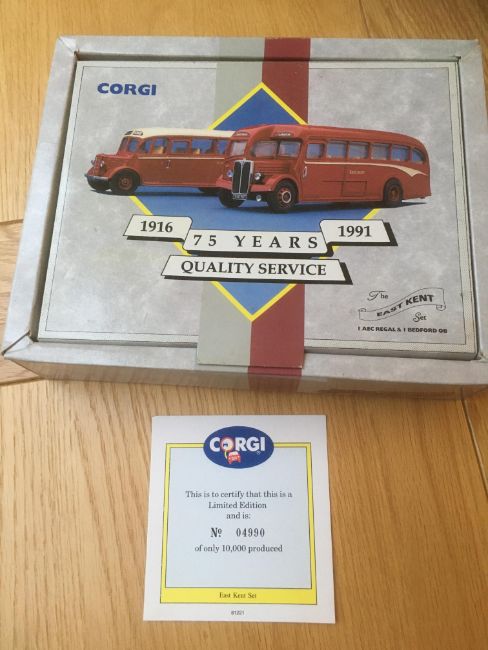 CORGI
1916
75 YEARS
1991
QUALITY SERVICE
The
EAST KENT
Set
1 AEC REGAL & 1 BEDFORD OB
CORGI
This is to certify that this is a
Limited Edition
and is:
Nº 04990
of only 10,000 produced
East Kent Set